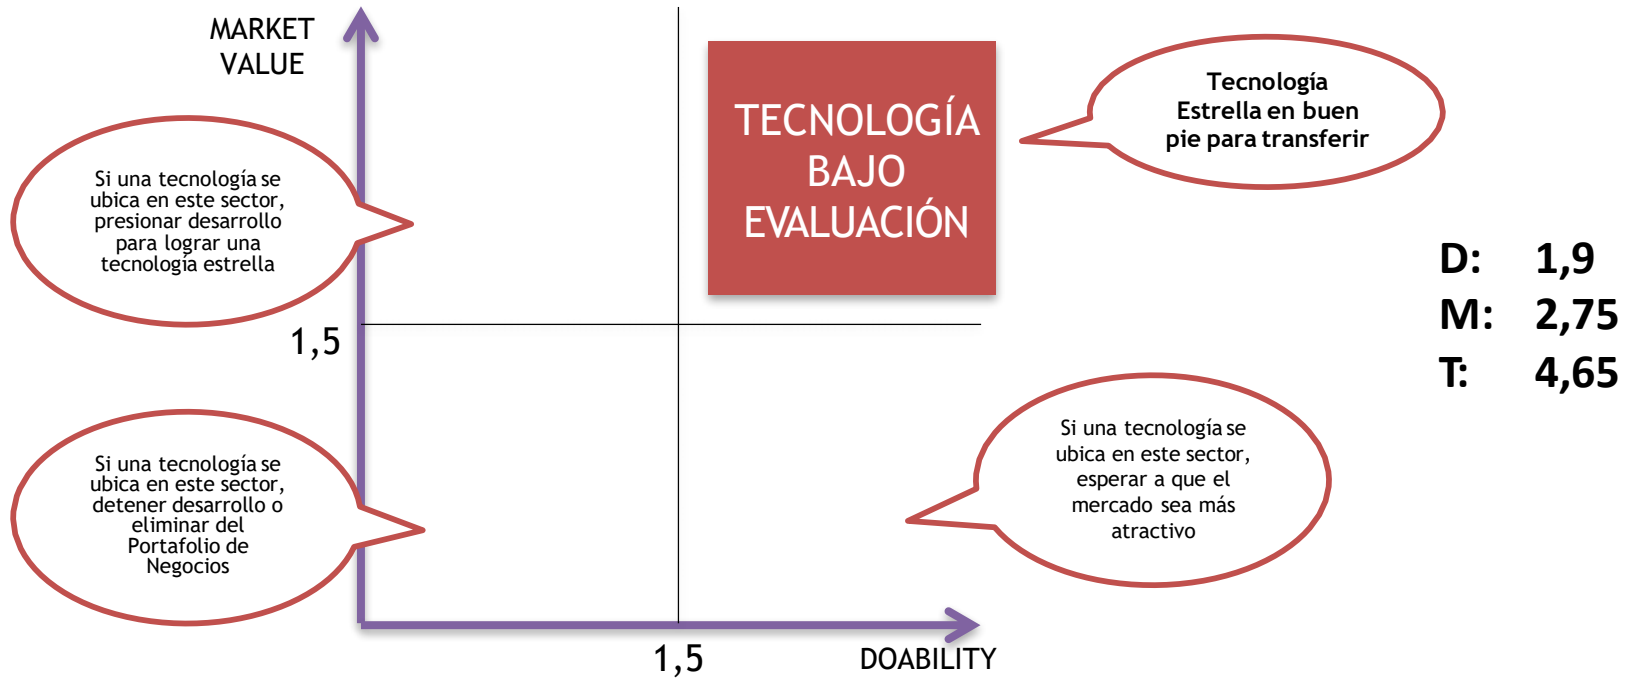 MARKET
VALUE
TECNOLOGÍA
BAJO
EVALUACIÓN
Tecnología
Estrella en buen
pie para transferir
Si una tecnología se
ubica en este sector,
presionar desarrollo
para lograr una
tecnología estrella
D: 1,9
M: 2,75
T: 4,65
1,5
Si una tecnología se
ubica en este sector,
detener desarrollo o
eliminar del
Portafolio de
Negocios
Si una tecnología se
ubica en este sector,
esperar a que el
mercado sea más
atractivo
1,5
DOABILITY